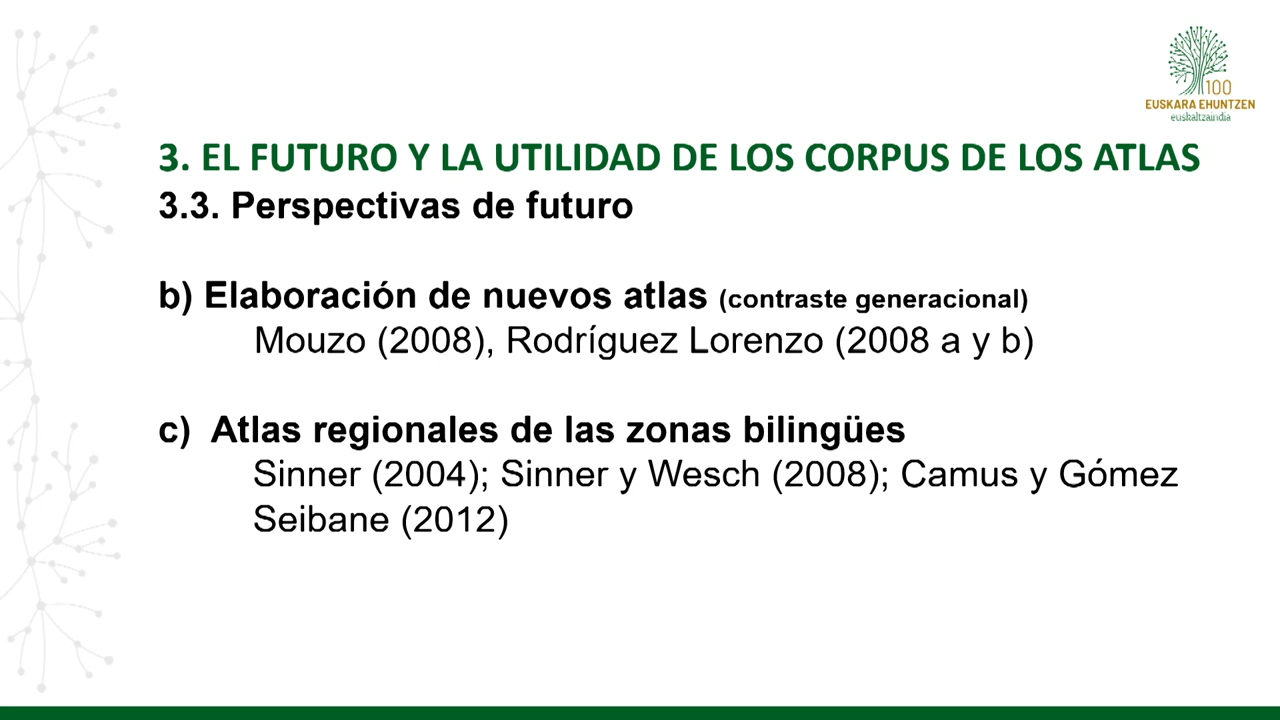 100
EUSKARA EHUNTZEN
euskaltzaindia
3. EL FUTURO Y LA UTILIDAD DE LOS CORPUS DE LOS ATLAS
3.3. Perspectivas de futuro
b) Elaboración de nuevos atlas (contraste generacional)
Mouzo (2008), Rodríguez Lorenzo (2008 a y b)
c) Atlas regionales de las zonas bilingües
Sinner (2004); Sinner y Wesch (2008); Camus y Gómez
Seibane (2012)